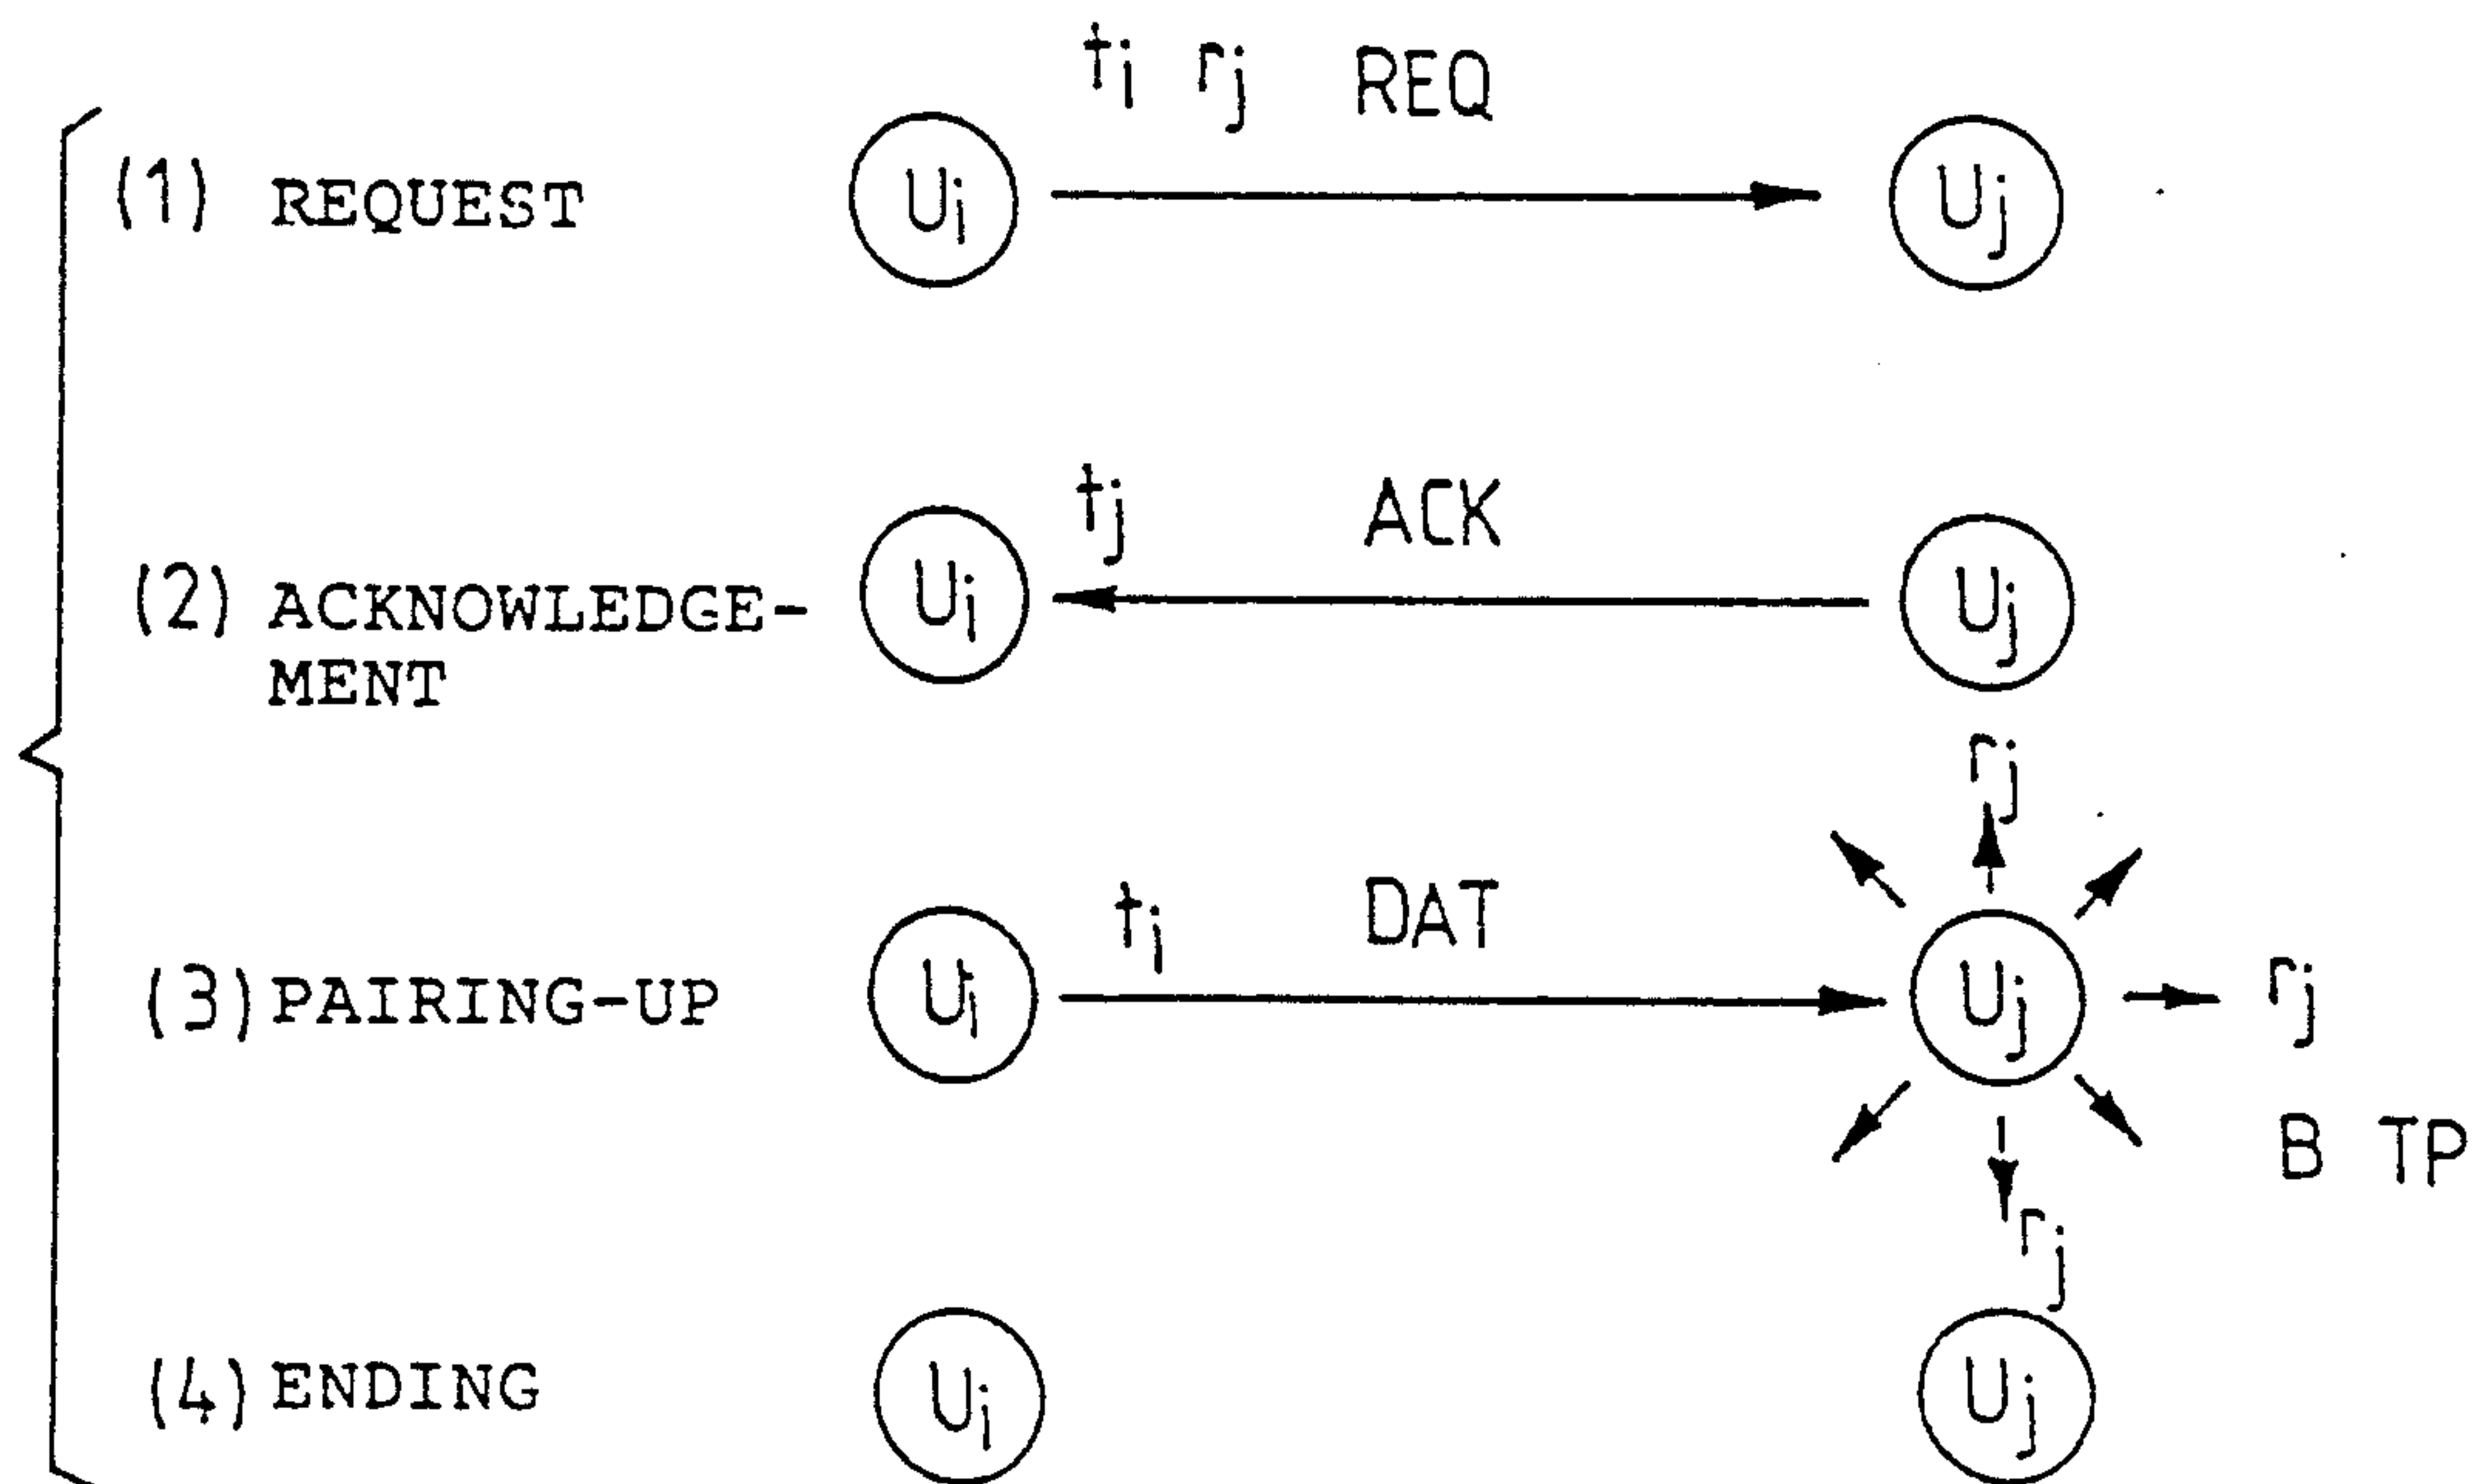 ti rj REQ
(1) REQUEST Ui Uj
tj ACK
(2) ACKNOWLEDGE-
MENT
Ui Uj
rj
ti DAT
(3) PAIRING-UP Ui Uj rj
B TP
rj
(4) ENDING Ui Uj